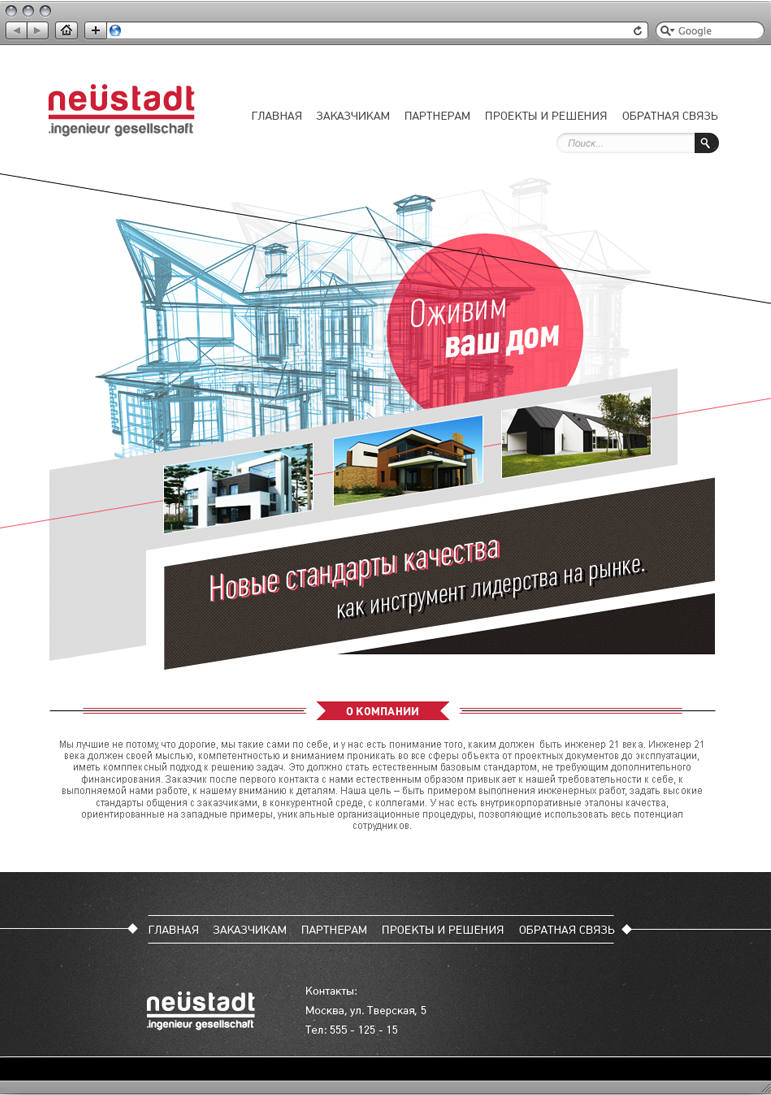 Google
neüstadt
.ingenieur gesellschaft
ГЛАВНАЯ ЗАКАЗЧИКАМ ПАРТНЕРАМ ПРОЕКТЫ И РЕШЕНИЯ ОБРАТНАЯ СВЯЗЬ
Поиск...
Оживим
ваш дом
Новые стандарты качества
как инструмент лидерства на рынке.
О КОМПАНИИ
Мы лучшие не потому, что дорогие, мы такие сами по себе, и у нас есть понимание того, каким должен быть инженер 21 века. Инженер 21
века должен своей мыслью, компетентностью и вниманием проникать во все сферы объекта от проектных документов до эксплуатации,
иметь комплексный подход к решению задач. Это должно стать естественным базовым стандартом, не требующим дополнительного
финансирования. Заказчик после первого контакта с нами естественным образом привыкает к нашей требовательности к себе, к
выполняемой нами работе, к нашему вниманию к деталям. Наша цель – быть примером выполнения инженерных работ, задать высокие
стандарты общения с заказчиками, в конкурентной среде, с коллегами. У нас есть внутрикорпоративные эталоны качества,
ориентированные на западные примеры, уникальные организационные процедуры, позволяющие использовать весь потенциал
сотрудников.
ГЛАВНАЯ ЗАКАЗЧИКАМ ПАРТНЕРАМ ПРОЕКТЫ И РЕШЕНИЯ ОБРАТНАЯ СВЯЗЬ
neüstadt
.ingenieur gesellschaft
Контакты:
Москва, ул. Тверская, 5
Тел: 555 - 125 - 15